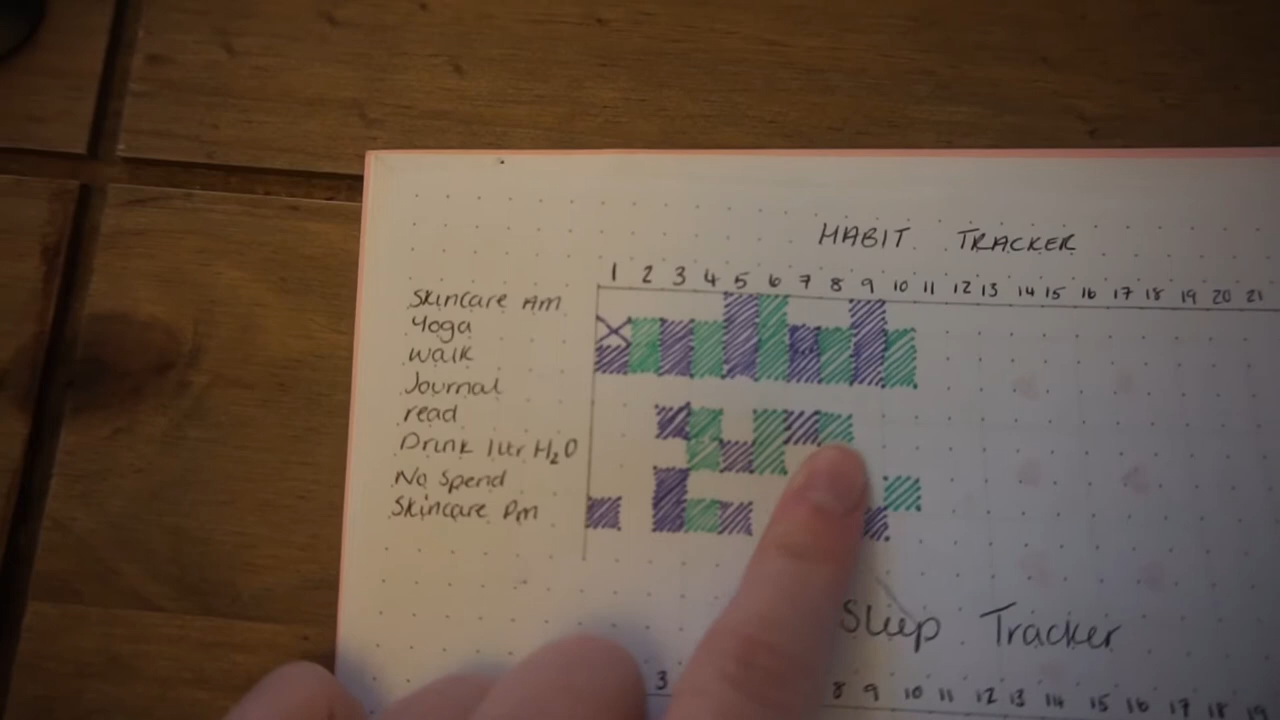 HABIT TRACKER
1 2 3 4 5 6 7 8 9 10 11 12 13 14 15 16 17 18 19 20 21
Skincare Am
Yoga
walk
Journal
read
Drink 1ltr H₂O
No Spend
Skincare Pm
Sleep Tracker
3 8 9 10 11 12 13 14 15 16 17 18 19